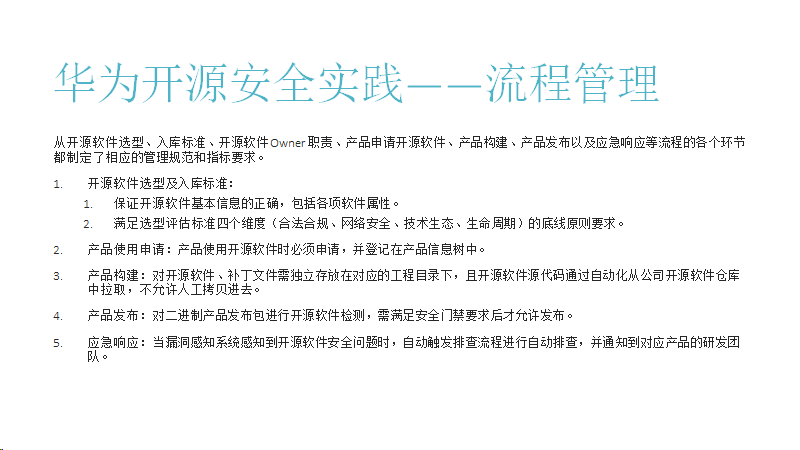 华为开源安全实践——流程管理
从开源软件选型、入库标准、开源软件Owner职责、产品申请开源软件、产品构建、产品发布以及应急响应等流程的各个环节
都制定了相应的管理规范和指标要求。
1. 开源软件选型及入库标准：
1. 保证开源软件基本信息的正确，包括各项软件属性。
2. 满足选型评估标准四个维度（合法合规、网络安全、技术生态、生命周期）的底线原则要求。
2. 产品使用申请：产品使用开源软件时必须申请，并登记在产品信息树中。
3. 产品构建：对开源软件、补丁文件需独立存放在对应的工程目录下，且开源软件源代码通过自动化从公司开源软件仓库
中拉取，不允许人工拷贝进去。
4. 产品发布：对二进制产品发布包进行开源软件检测，需满足安全门禁要求后才允许发布。
5. 应急响应：当漏洞感知系统感知到开源软件安全问题时，自动触发排查流程进行自动排查，并通知到对应产品的研发团
队。